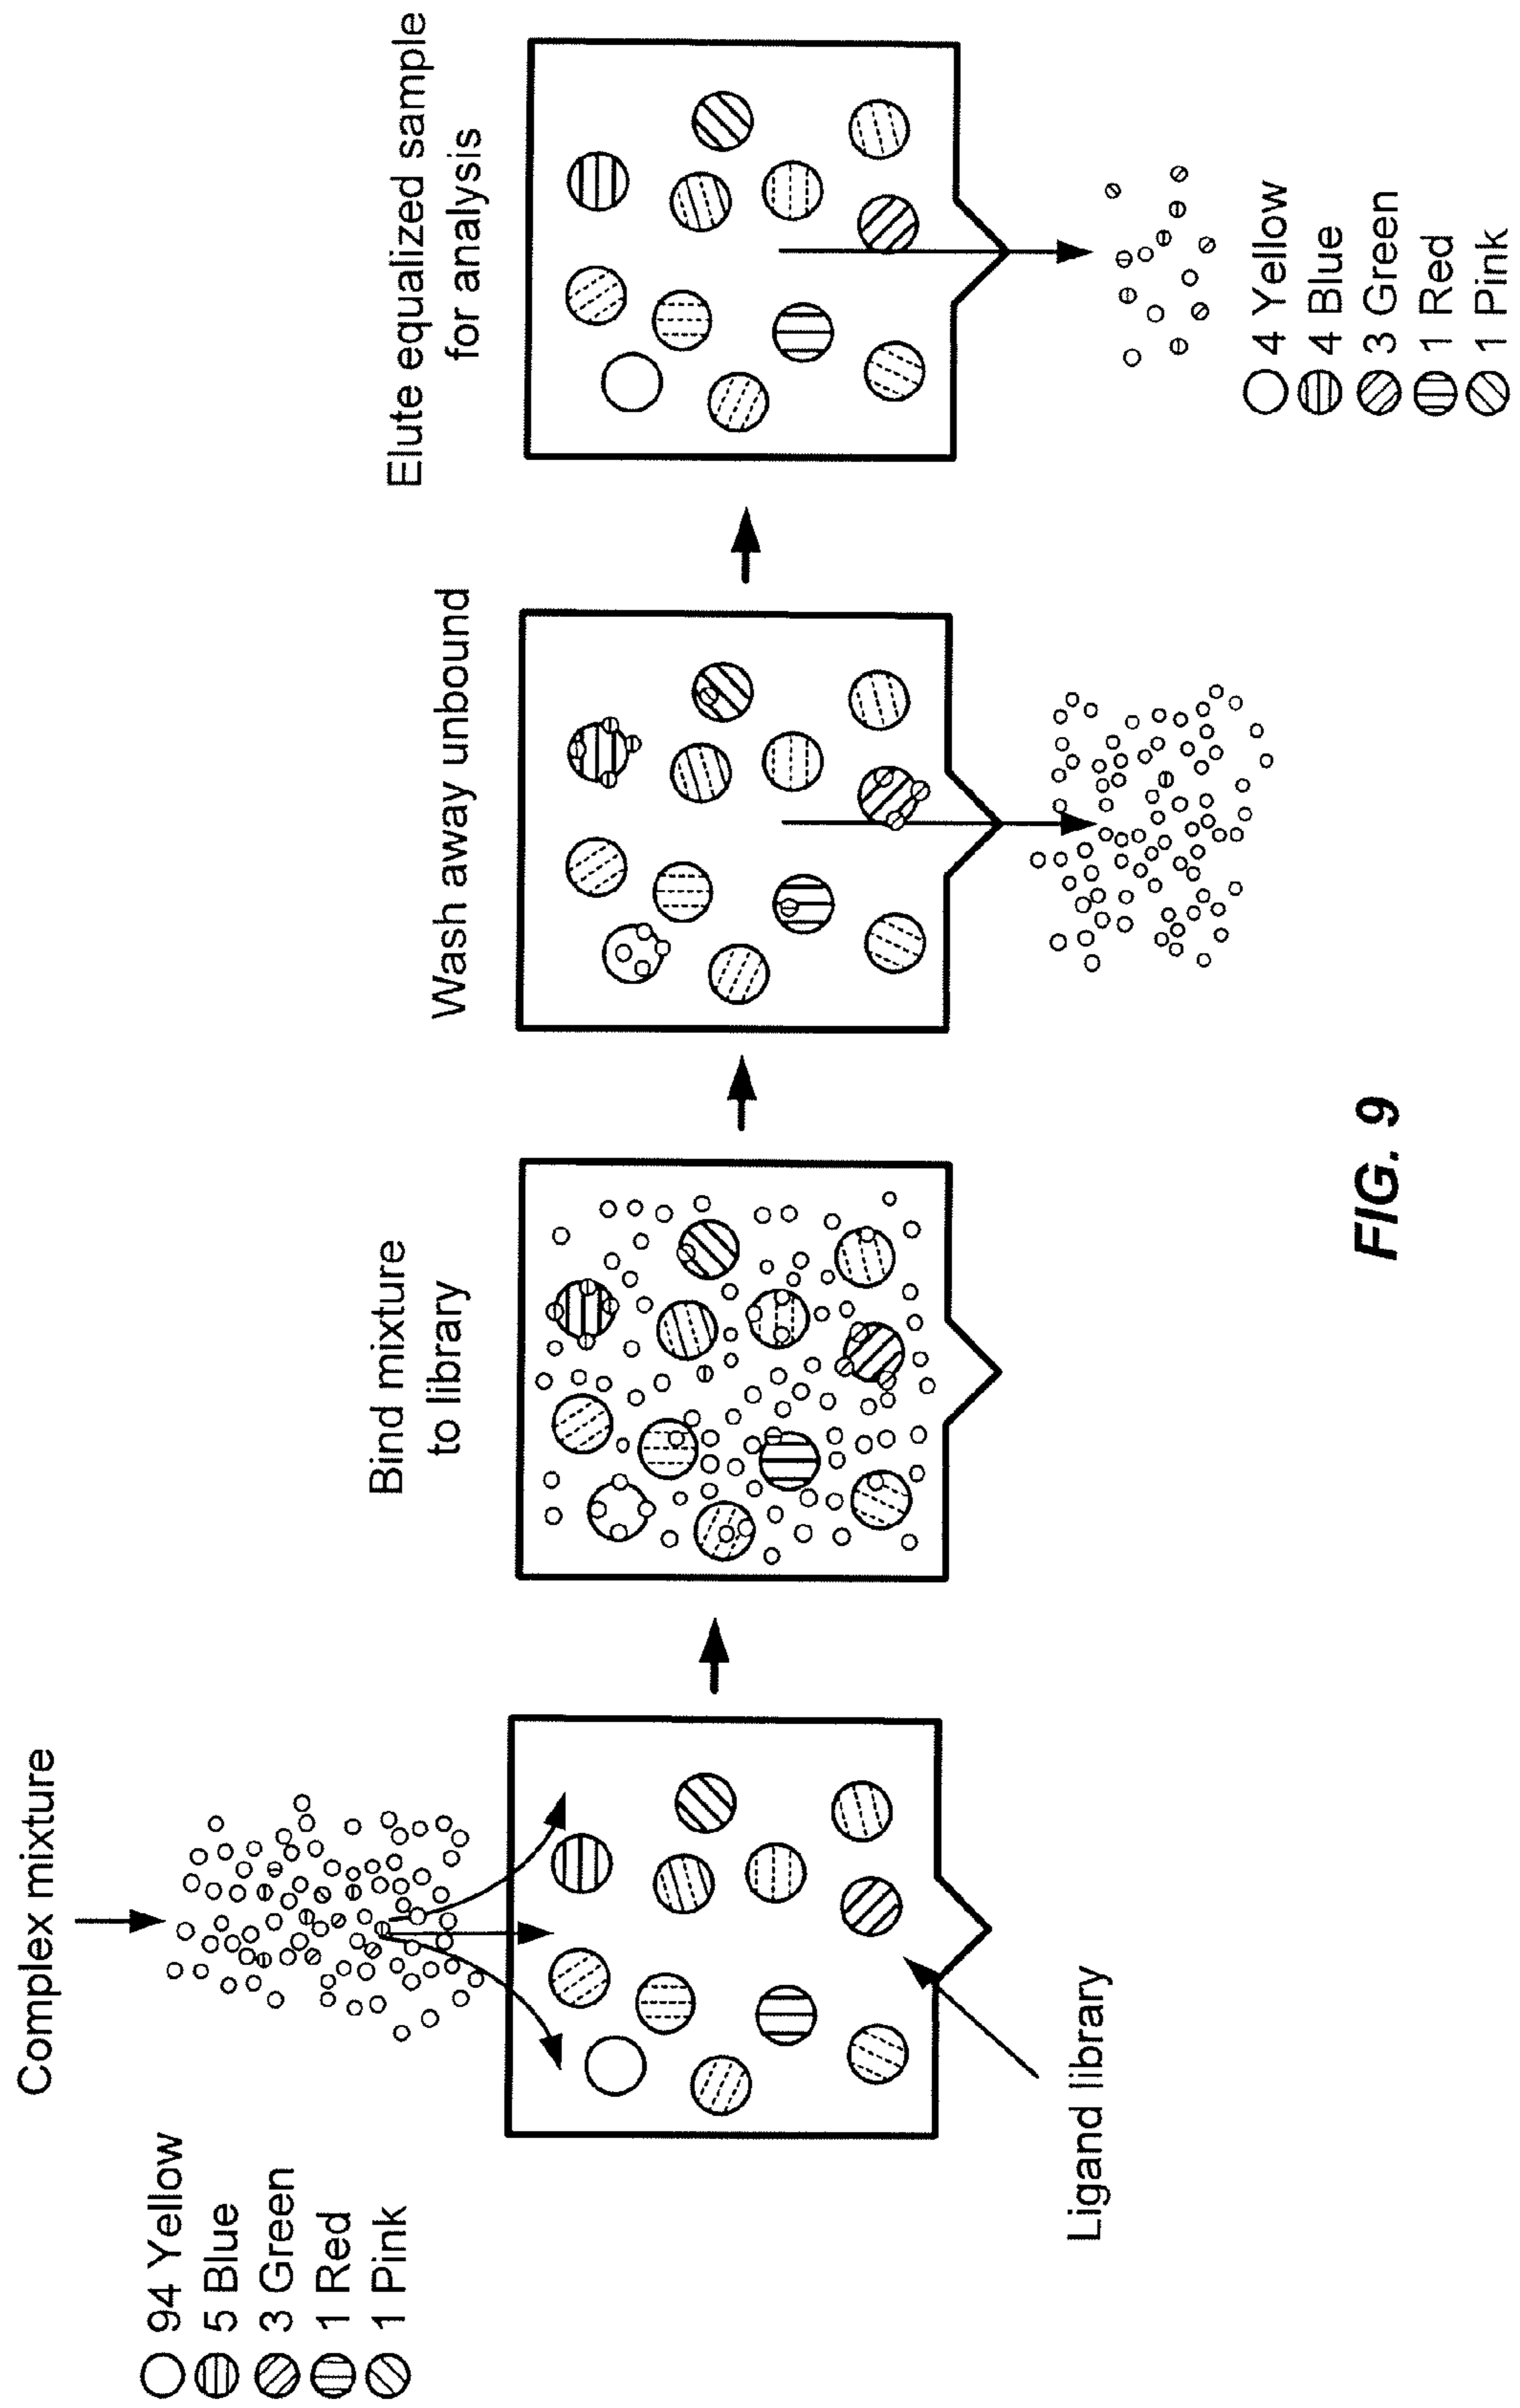 Complex mixture
94 Yellow
5 Blue
3 Green
1 Red
1 Pink
Ligand library
Bind mixture
to library
Wash away unbound
Elute equalized sample
for analysis
4 Yellow
4 Blue
3 Green
1 Red
1 Pink
FIG. 9